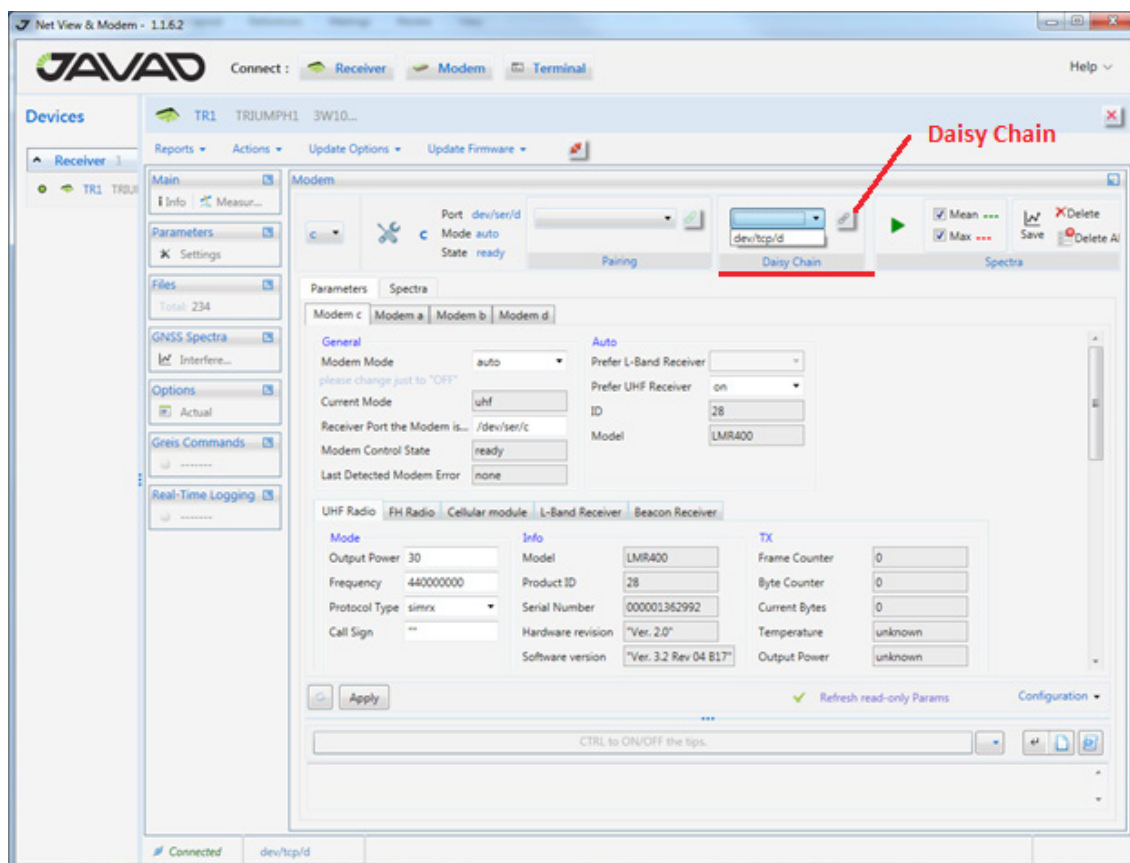 Net View & Modem - 1.1.6.2
JAVAD
Connect : Receiver Modem Terminal
Help
Devices
TR1 TRIUMPH1 3W10...
Daisy Chain
Reports Actions Update Options Update Firmware
Receiver 1
TR1
Main
Info Measur...
Parameters
Settings
Files
Total: 234
GNSS Spectra
Interfere...
Options
Actual
Greis Commands
-------
Real-Time Logging
-------
Modem
c
c
Port dev/ser/d
Mode auto
State ready
Pairing
dev/tcp/d
Daisy Chain
Mean ---
Max ---
Save
Delete
Delete Al
Spectra
Parameters Spectra
Modem c Modem a Modem b Modem d
General
Modem Mode auto
please change just to "OFF"
Current Mode uhf
Receiver Port the Modem is... /dev/ser/c
Modem Control State ready
Last Detected Modem Error none
Auto
Prefer L-Band Receiver
Prefer UHF Receiver on
ID 28
Model LMR400
UHF Radio FH Radio Cellular module L-Band Receiver Beacon Receiver
Mode
Output Power 30
Frequency 440000000
Protocol Type simrx
Call Sign ""
Info
Model LMR400
Product ID 28
Serial Number 000001362992
Hardware revision "Ver. 2.0"
Software version "Ver. 3.2 Rev 04 B17"
TX
Frame Counter 0
Byte Counter 0
Current Bytes 0
Temperature unknown
Output Power unknown
Apply
Refresh read-only Params
Configuration
CTRL to ON/OFF the tips.
Connected dev/tcp/d